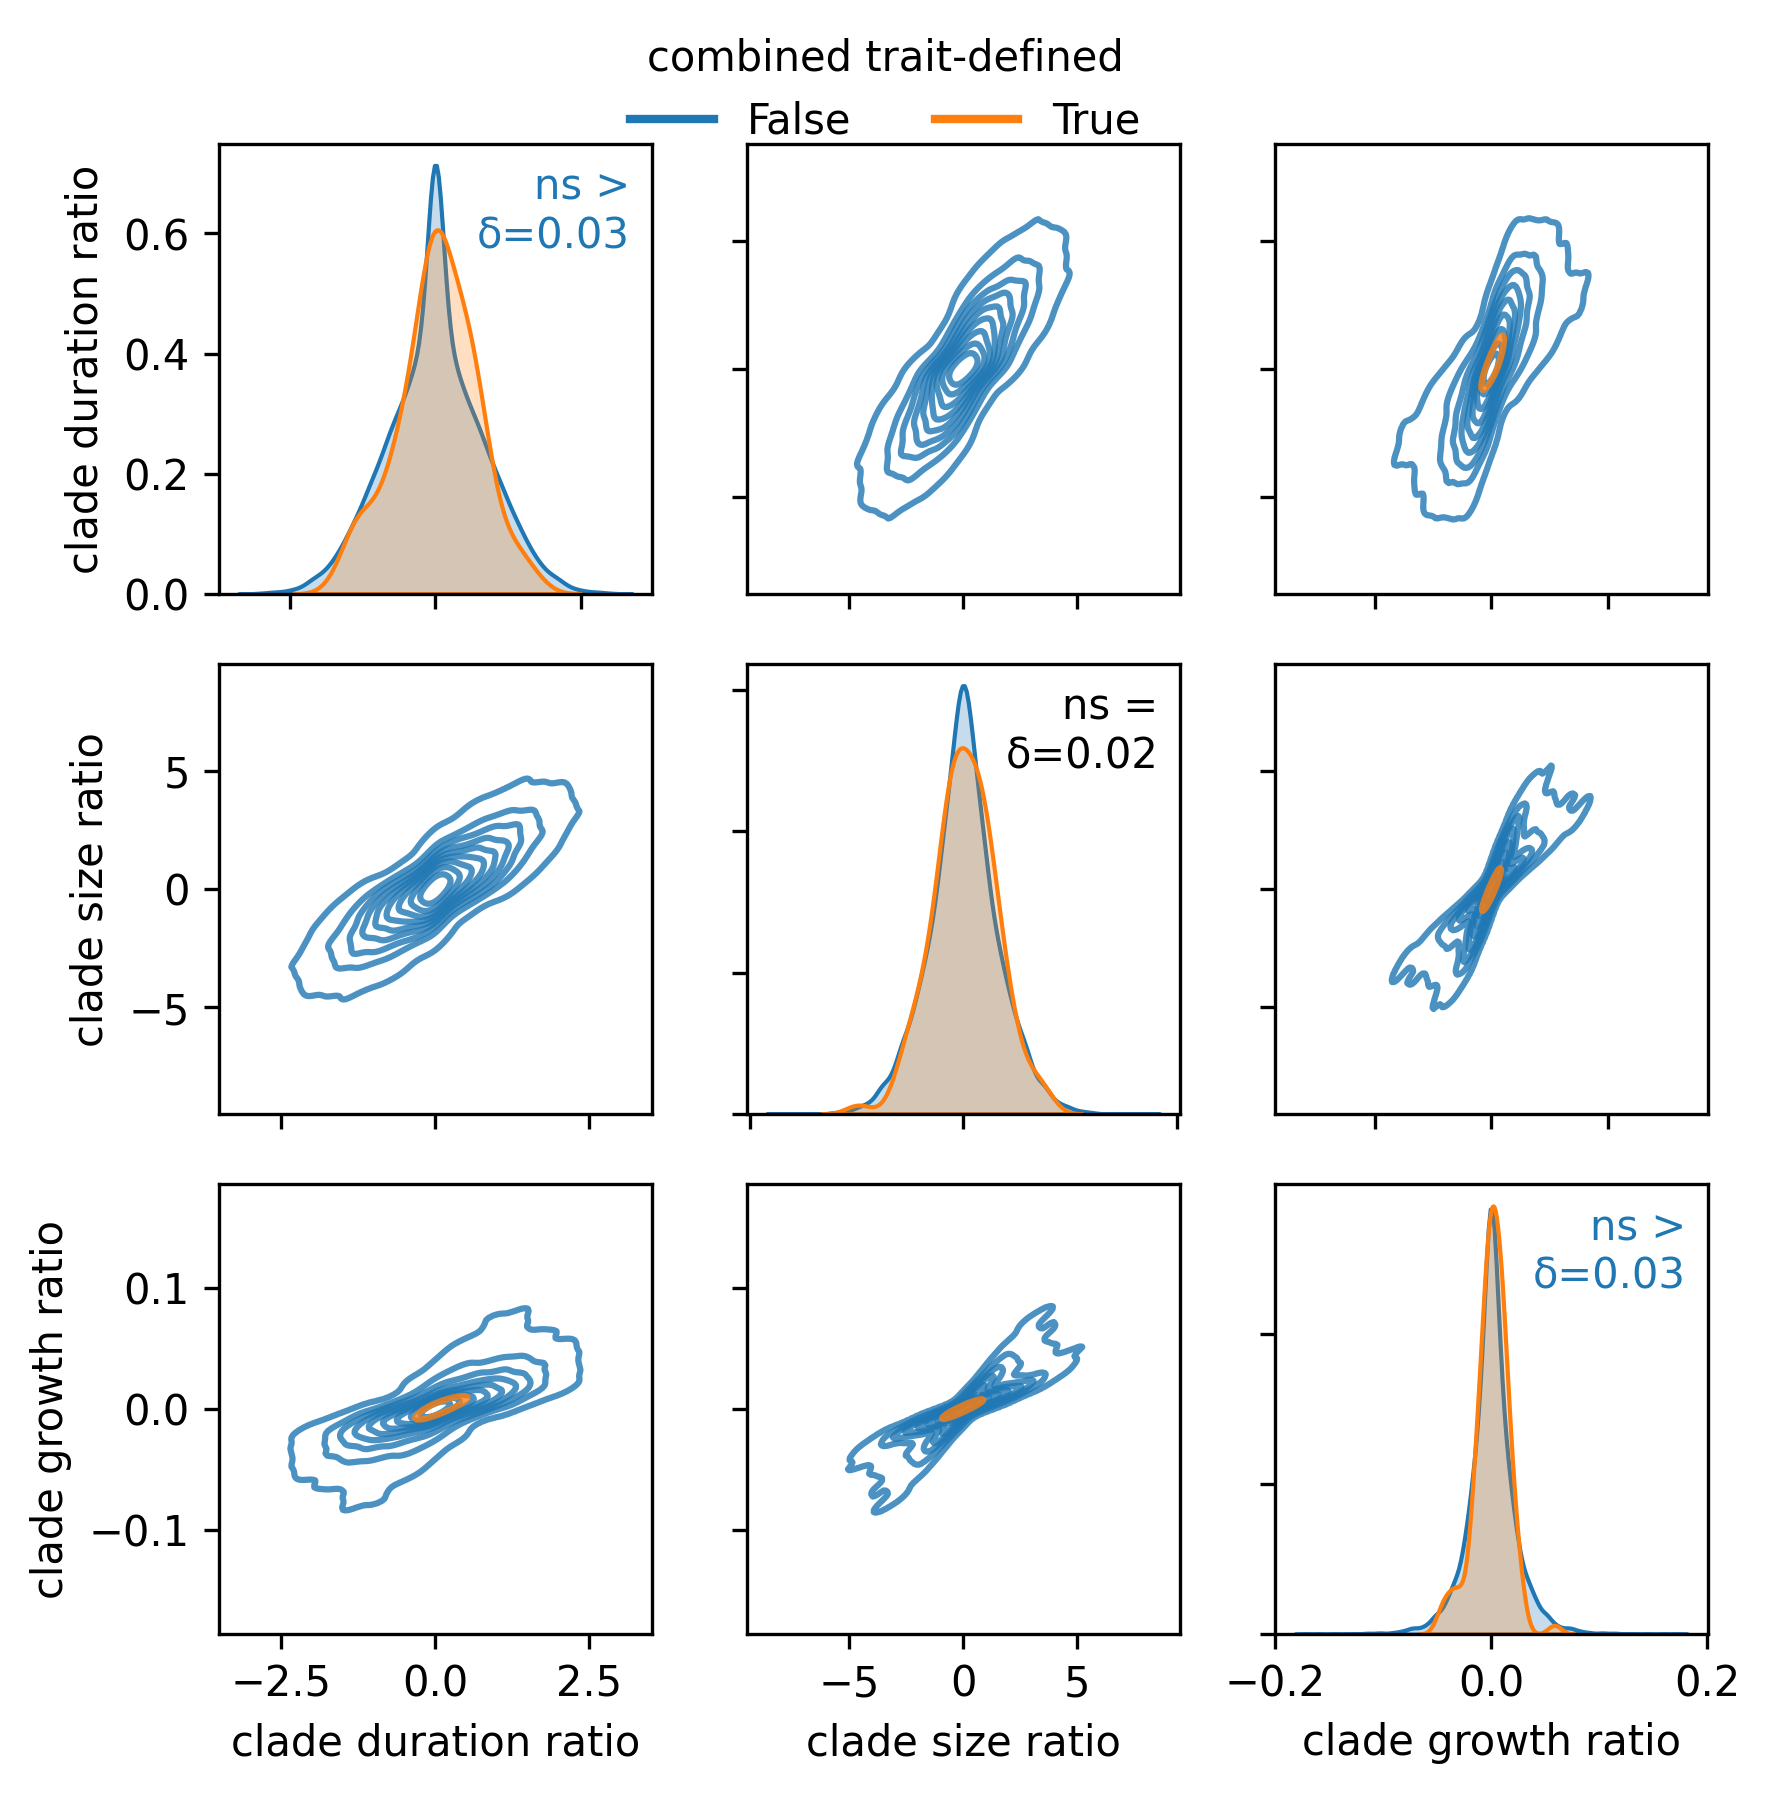 combined trait-defined
False True
clade duration ratio
0.6
0.4
0.2
0.0
ns >
δ=0.03
clade size ratio
5
0
−5
ns =
δ=0.02
clade growth ratio
0.1
0.0
−0.1
ns >
δ=0.03
−2.5 0.0 2.5
−5 0 5
−0.2 0.0 0.2
clade duration ratio
clade size ratio
clade growth ratio